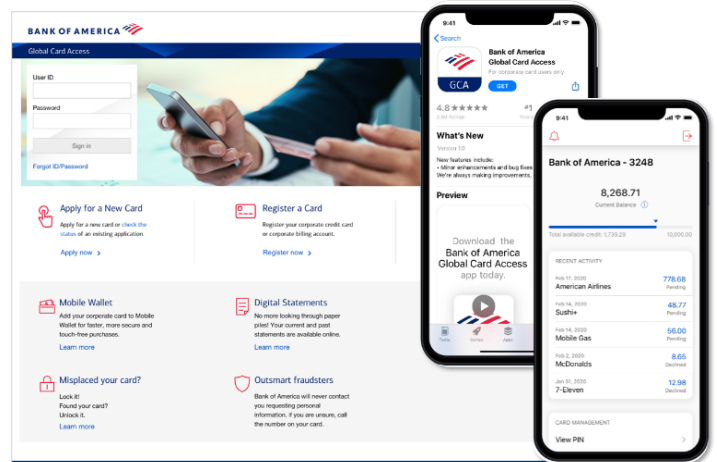 BANK OF AMERICA
Global Card Access
User ID
Password
Sign in
Forgot ID/Password
Apply for a New Card
Apply for a new card or check the
status of an existing application.
Apply now >
Register a Card
Register your corporate credit card
or corporate billing account.
Register now >
Mobile Wallet
Add your corporate card to Mobile
Wallet for faster, more secure and
touch-free purchases.
Learn more
Digital Statements
No more looking through paper
piles! Your current and past
statements are available online.
Learn more
Misplaced your card?
Lock it!
Found your card?
Unlock it.
Learn more
Outsmart fraudsters
Bank of America will never contact
you requesting personal
information, if you are unsure, call
the number on your card.
9:41
Search
GCA
Bank of America
Global Card Access
For corporate card users only
GET
4.8 ★★★★★
#1
What's New
Version 1.0
New features include:
• Minor enhancements and bug fixes
We're always making improvements,
Preview
Download the
Bank of America
Global Card Access
app today.
Today
Games
Apps
9:41
Bank of America - 3248
8,268.71
Current Balance
Total available credit: 1,739.29
10,000.00
RECENT ACTIVITY
Feb 17, 2020
American Airlines
778.68
Pending
Feb 14, 2020
Sushi+
48.77
Pending
Feb 14, 2020
Mobile Gas
56.00
Pending
Feb 2, 2020
McDonalds
8.65
Declined
Jan 31, 2020
7-Eleven
12.98
Declined
CARD MANAGEMENT
View PIN